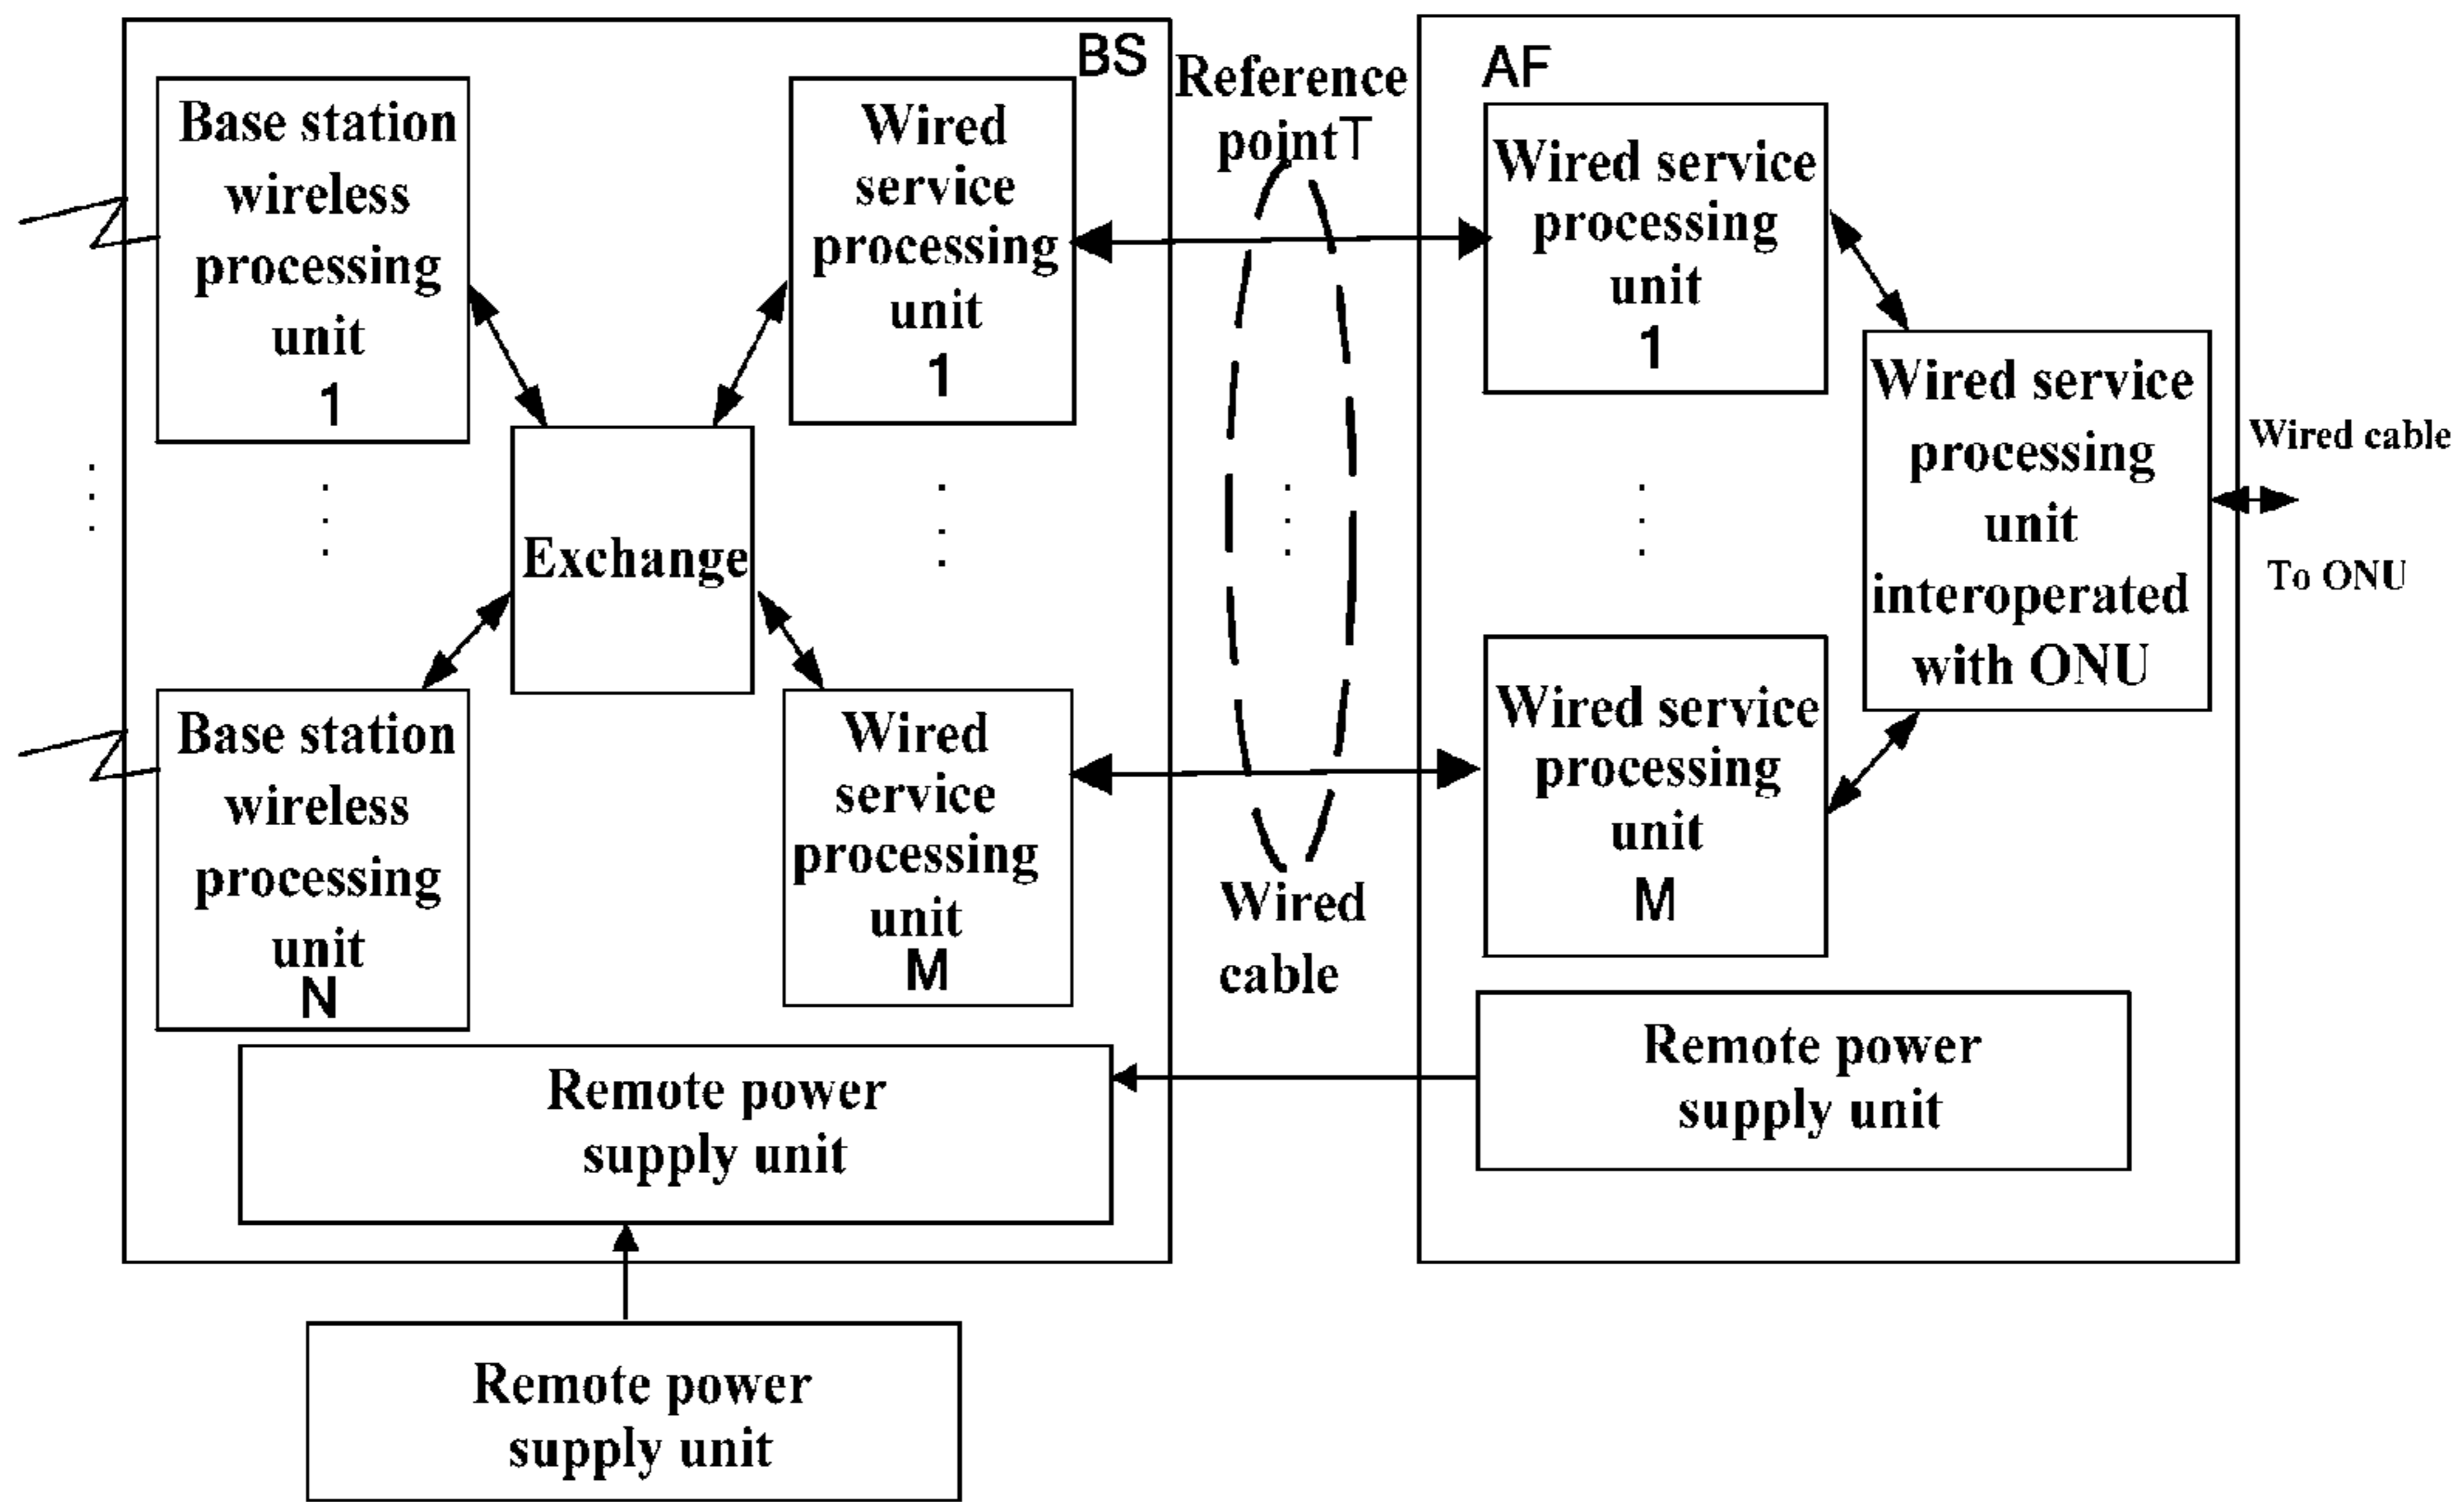 BS
Base station
wireless
processing
unit
1
Wired
service
processing
unit
1
Exchange
Base station
wireless
processing
unit
N
Wired
service
processing
unit
M
Remote power
supply unit
Remote power
supply unit
Reference
pointT
Wired
cable
AF
Wired service
processing
unit
1
Wired service
processing
unit
interoperated
with ONU
Wired service
processing
unit
M
Remote power
supply unit
Wired cable
To ONU